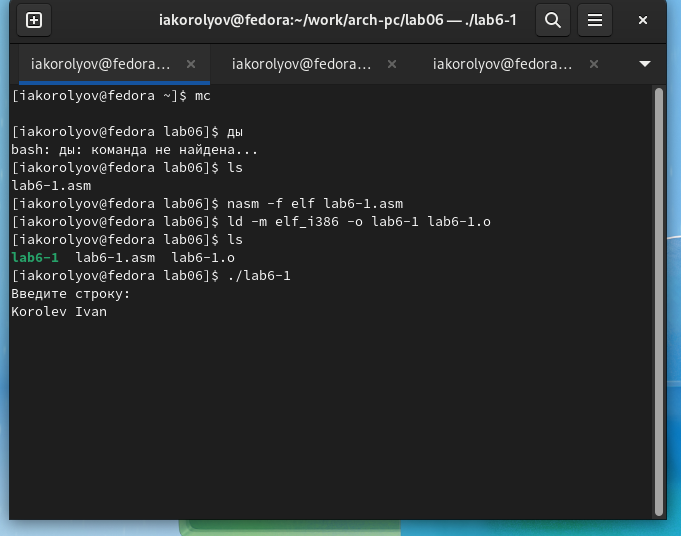 iakorolyov@fedora:~/work/arch-pc/lab06 — ./lab6-1
iakorolyov@fedora... iakorolyov@fedora... iakorolyov@fedora...
[iakorolyov@fedora ~]$ mc
[iakorolyov@fedora lab06]$ ды
bash: ды: команда не найдена...
[iakorolyov@fedora lab06]$ ls
lab6-1.asm
[iakorolyov@fedora lab06]$ nasm -f elf lab6-1.asm
[iakorolyov@fedora lab06]$ ld -m elf_i386 -o lab6-1 lab6-1.o
[iakorolyov@fedora lab06]$ ls
lab6-1  lab6-1.asm  lab6-1.o
[iakorolyov@fedora lab06]$ ./lab6-1
Введите строку:
Korolev Ivan